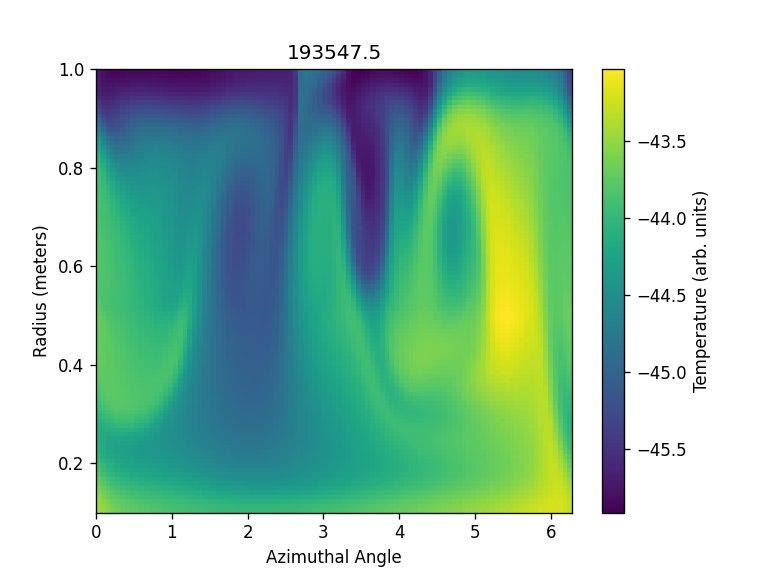 193547.5
1.0
0.8
0.6
0.4
0.2
Radius (meters)
0 1 2 3 4 5 6
Azimuthal Angle
−43.5
−44.0
−44.5
−45.0
−45.5
Temperature (arb. units)